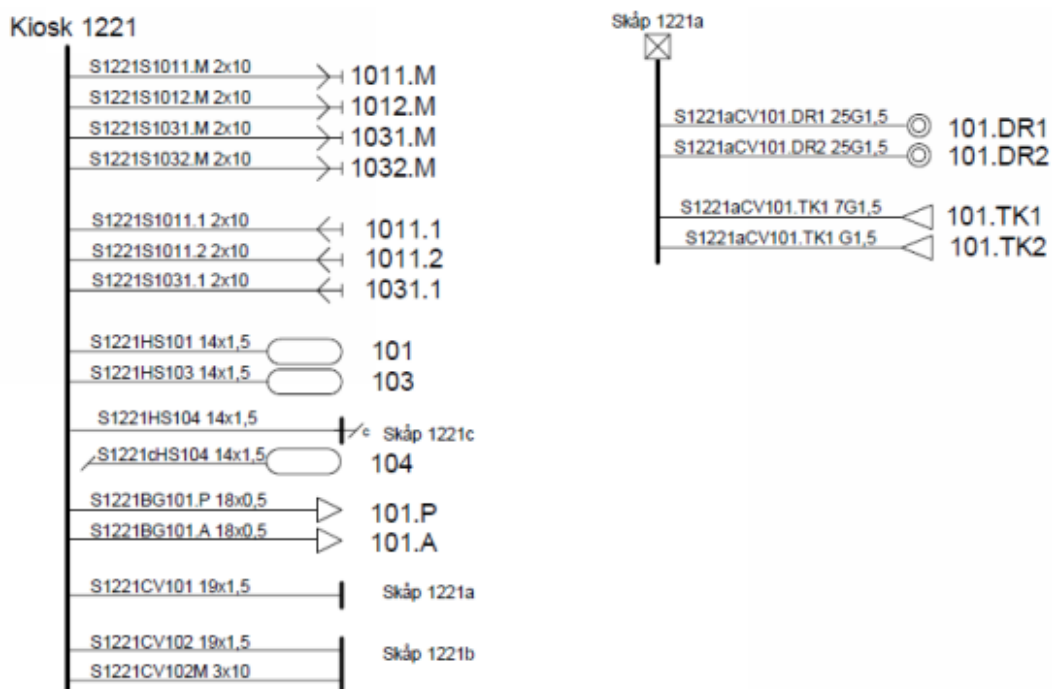 Kiosk 1221
S1221S1011.M 2x10 1011.M
S1221S1012.M 2x10 1012.M
S1221S1031.M 2x10 1031.M
S1221S1032.M 2x10 1032.M
S1221S1011.1 2x10 1011.1
S1221S1011.2 2x10 1011.2
S1221S1031.1 2x10 1031.1
S1221HS101 14x1,5 101
S1221HS103 14x1,5 103
S1221HS104 14x1,5 c Skåp 1221c
S1221cHS104 14x1,5 104
S1221BG101.P 18x0,5 101.P
S1221BG101.A 18x0,5 101.A
S1221CV101 19x1,5 Skåp 1221a
S1221CV102 19x1,5 Skåp 1221b
S1221CV102M 3x10
Skåp 1221a
S1221aCV101.DR1 25G1,5 101.DR1
S1221aCV101.DR2 25G1,5 101.DR2
S1221aCV101.TK1 7G1,5 101.TK1
S1221aCV101.TK1 G1,5 101.TK2